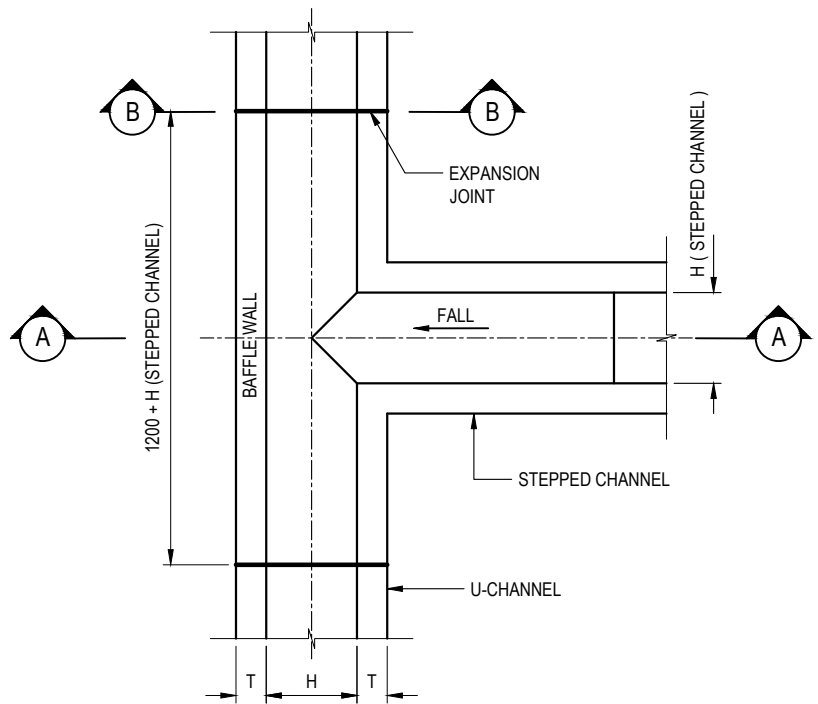 B
B
EXPANSION
JOINT
H ( STEPPED CHANNEL )
1200 + H (STEPPED CHANNEL)
BAFFLE WALL
FALL
A
A
STEPPED CHANNEL
U-CHANNEL
T
H
T